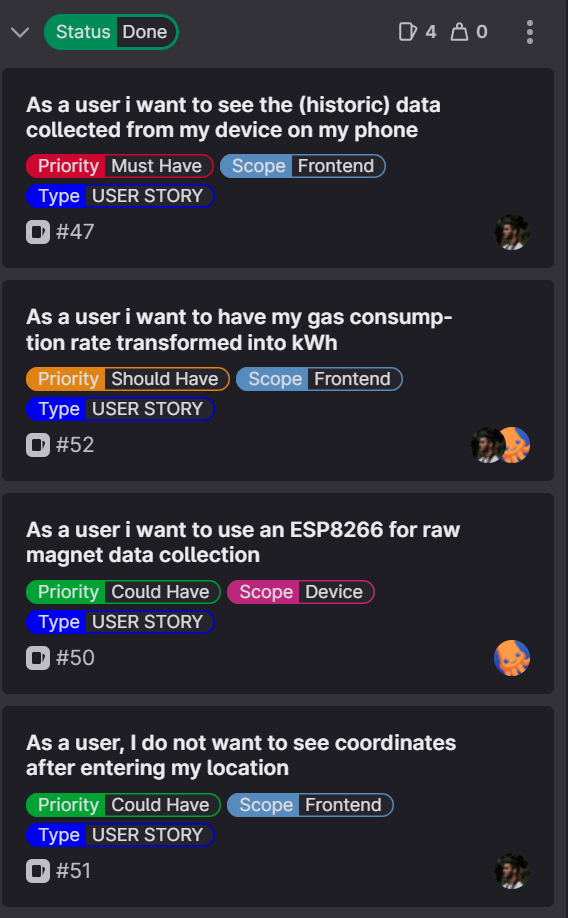 Status Done 4 0
As a user i want to see the (historic) data
collected from my device on my phone
Priority Must Have Scope Frontend
Type USER STORY
#47
As a user i want to have my gas consump-
tion rate transformed into kWh
Priority Should Have Scope Frontend
Type USER STORY
#52
As a user i want to use an ESP8266 for raw
magnet data collection
Priority Could Have Scope Device
Type USER STORY
#50
As a user, I do not want to see coordinates
after entering my location
Priority Could Have Scope Frontend
Type USER STORY
#51